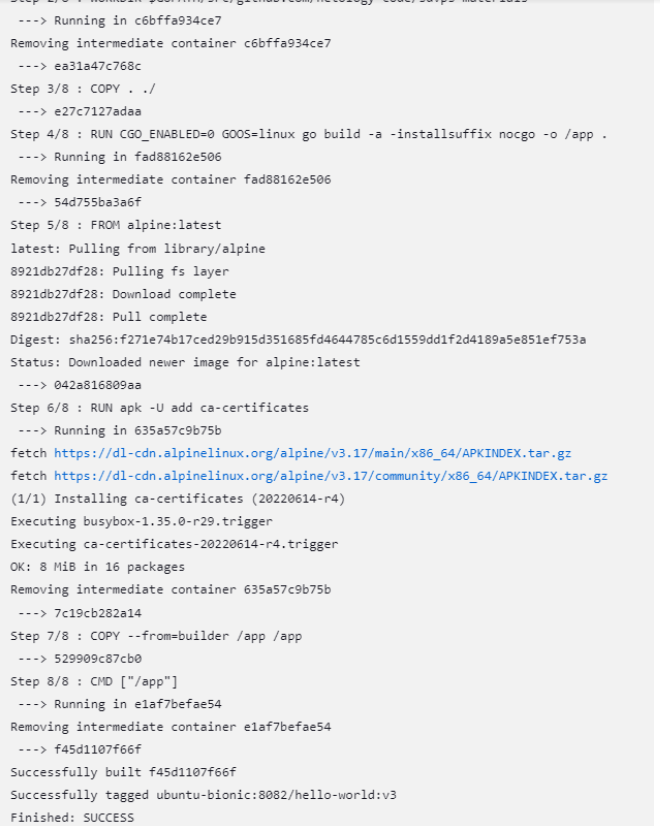 ---> Running in c6bffa934ce7
Removing intermediate container c6bffa934ce7
---> ea31a47c768c
Step 3/8 : COPY . ./
---> e27c7127adaa
Step 4/8 : RUN CGO_ENABLED=0 GOOS=linux go build -a -installsuffix nocgo -o /app .
---> Running in fad88162e506
Removing intermediate container fad88162e506
---> 54d755ba3a6f
Step 5/8 : FROM alpine:latest
latest: Pulling from library/alpine
8921db27df28: Pulling fs layer
8921db27df28: Download complete
8921db27df28: Pull complete
Digest: sha256:f271e74b17ced29b915d351685fd4644785c6d1559dd1f2d4189a5e851ef753a
Status: Downloaded newer image for alpine:latest
---> 042a816809aa
Step 6/8 : RUN apk -U add ca-certificates
---> Running in 635a57c9b75b
fetch https://dl-cdn.alpinelinux.org/alpine/v3.17/main/x86_64/APKINDEX.tar.gz
fetch https://dl-cdn.alpinelinux.org/alpine/v3.17/community/x86_64/APKINDEX.tar.gz
(1/1) Installing ca-certificates (20220614-r4)
Executing busybox-1.35.0-r29.trigger
Executing ca-certificates-20220614-r4.trigger
OK: 8 MiB in 16 packages
Removing intermediate container 635a57c9b75b
---> 7c19cb282a14
Step 7/8 : COPY --from=builder /app /app
---> 529909c87cb0
Step 8/8 : CMD ["/app"]
---> Running in e1af7befae54
Removing intermediate container e1af7befae54
---> f45d1107f66f
Successfully built f45d1107f66f
Successfully tagged ubuntu-bionic:8082/hello-world:v3
Finished: SUCCESS